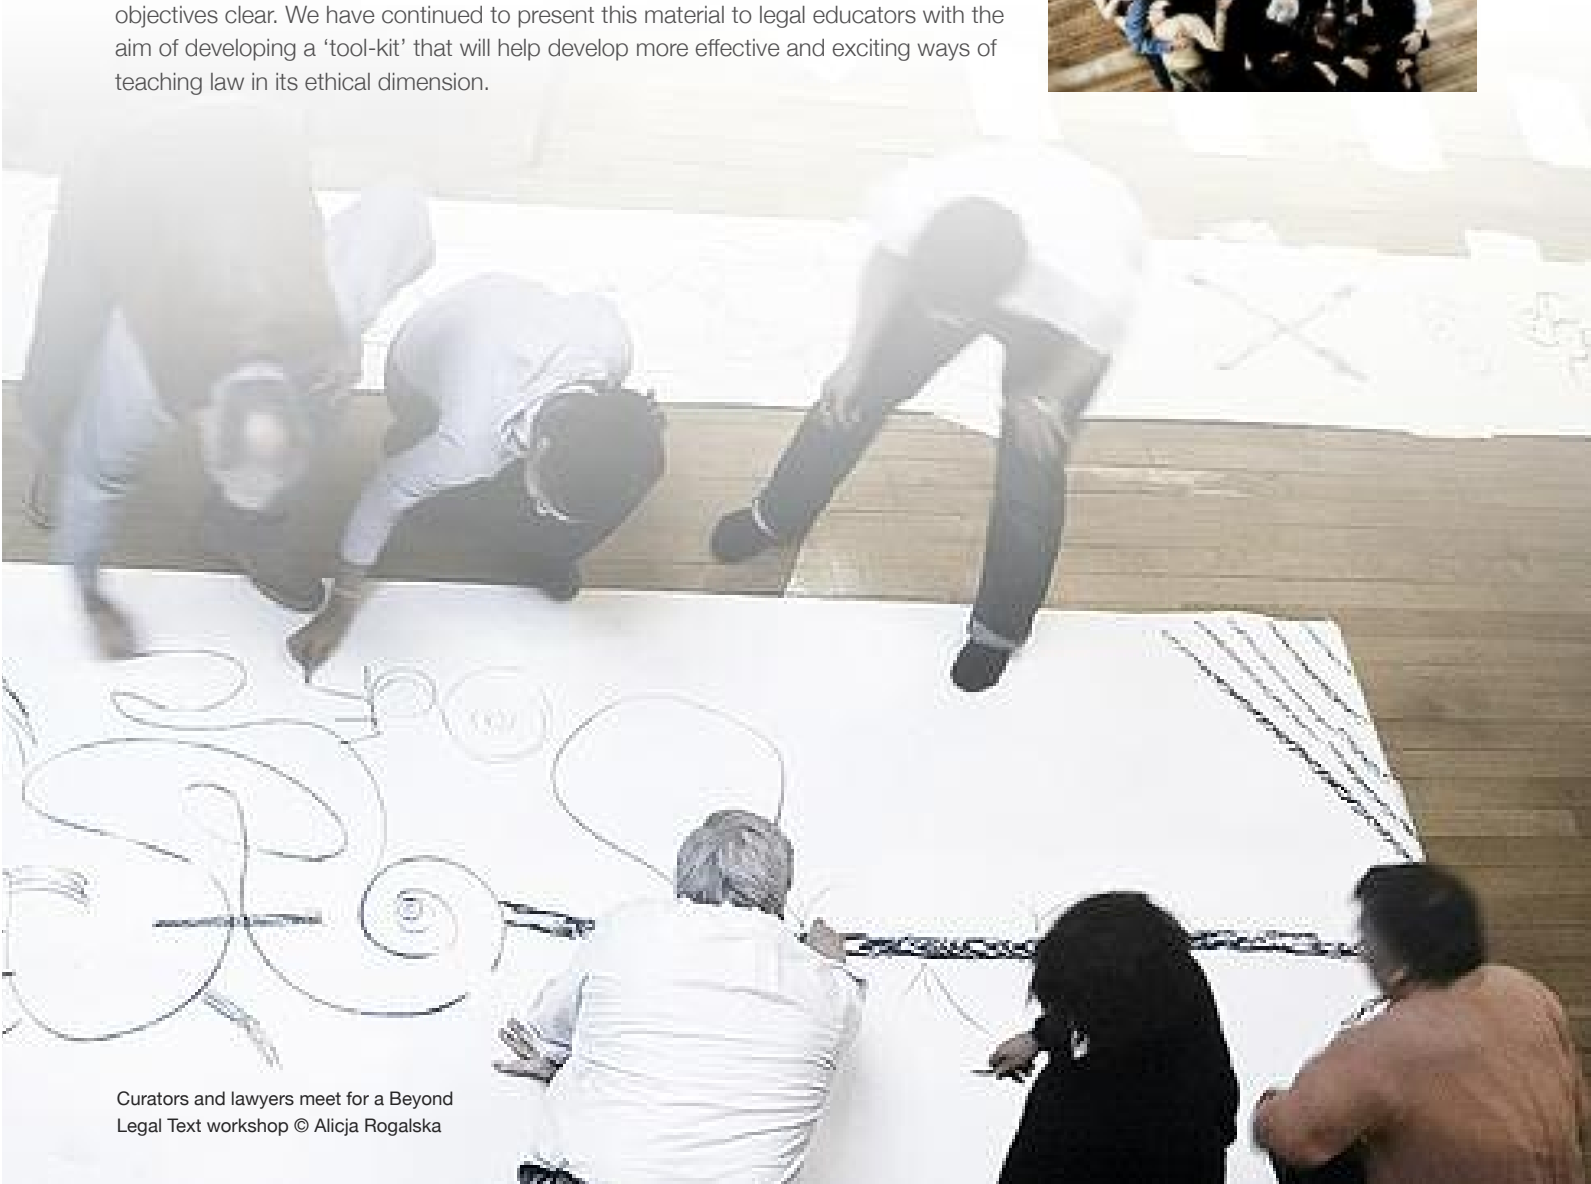 objectives clear. We have continued to present this material to legal educators with the
aim of developing a ‘tool-kit’ that will help develop more effective and exciting ways of
teaching law in its ethical dimension.
Curators and lawyers meet for a Beyond
Legal Text workshop © Alicja Rogalska